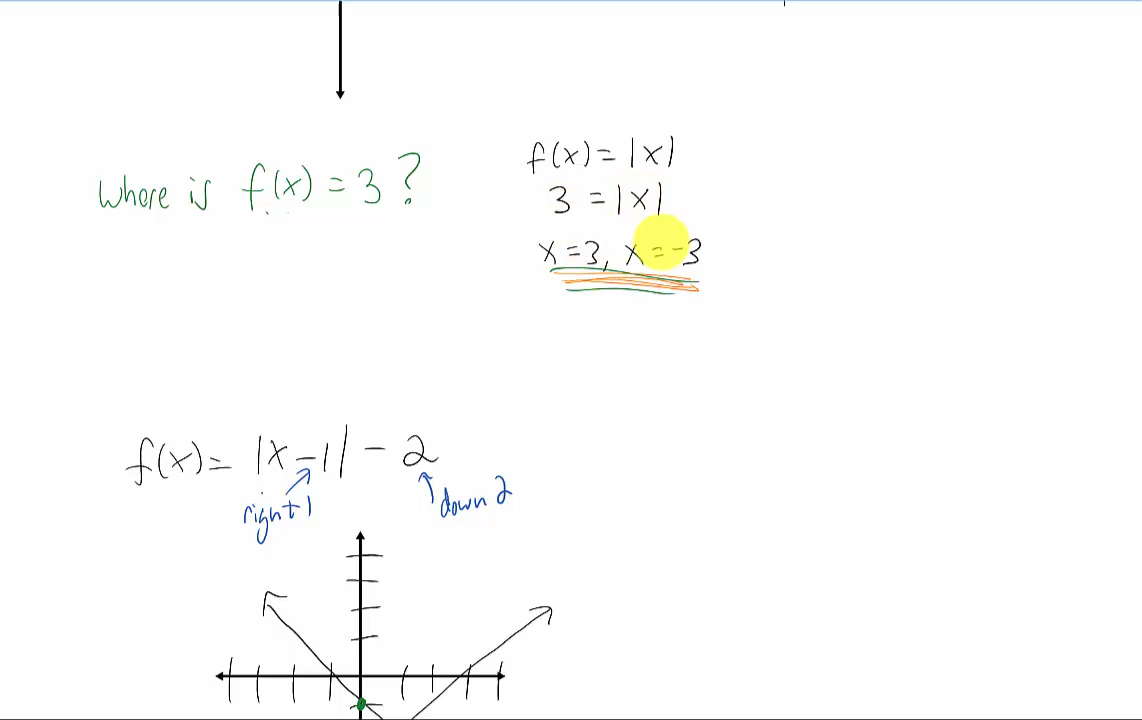 where is f(x) = 3 ?
f(x) = |x|
3 = |x|
x = 3, x = -3
f(x) = |x - 1| - 2
right 1
down 2